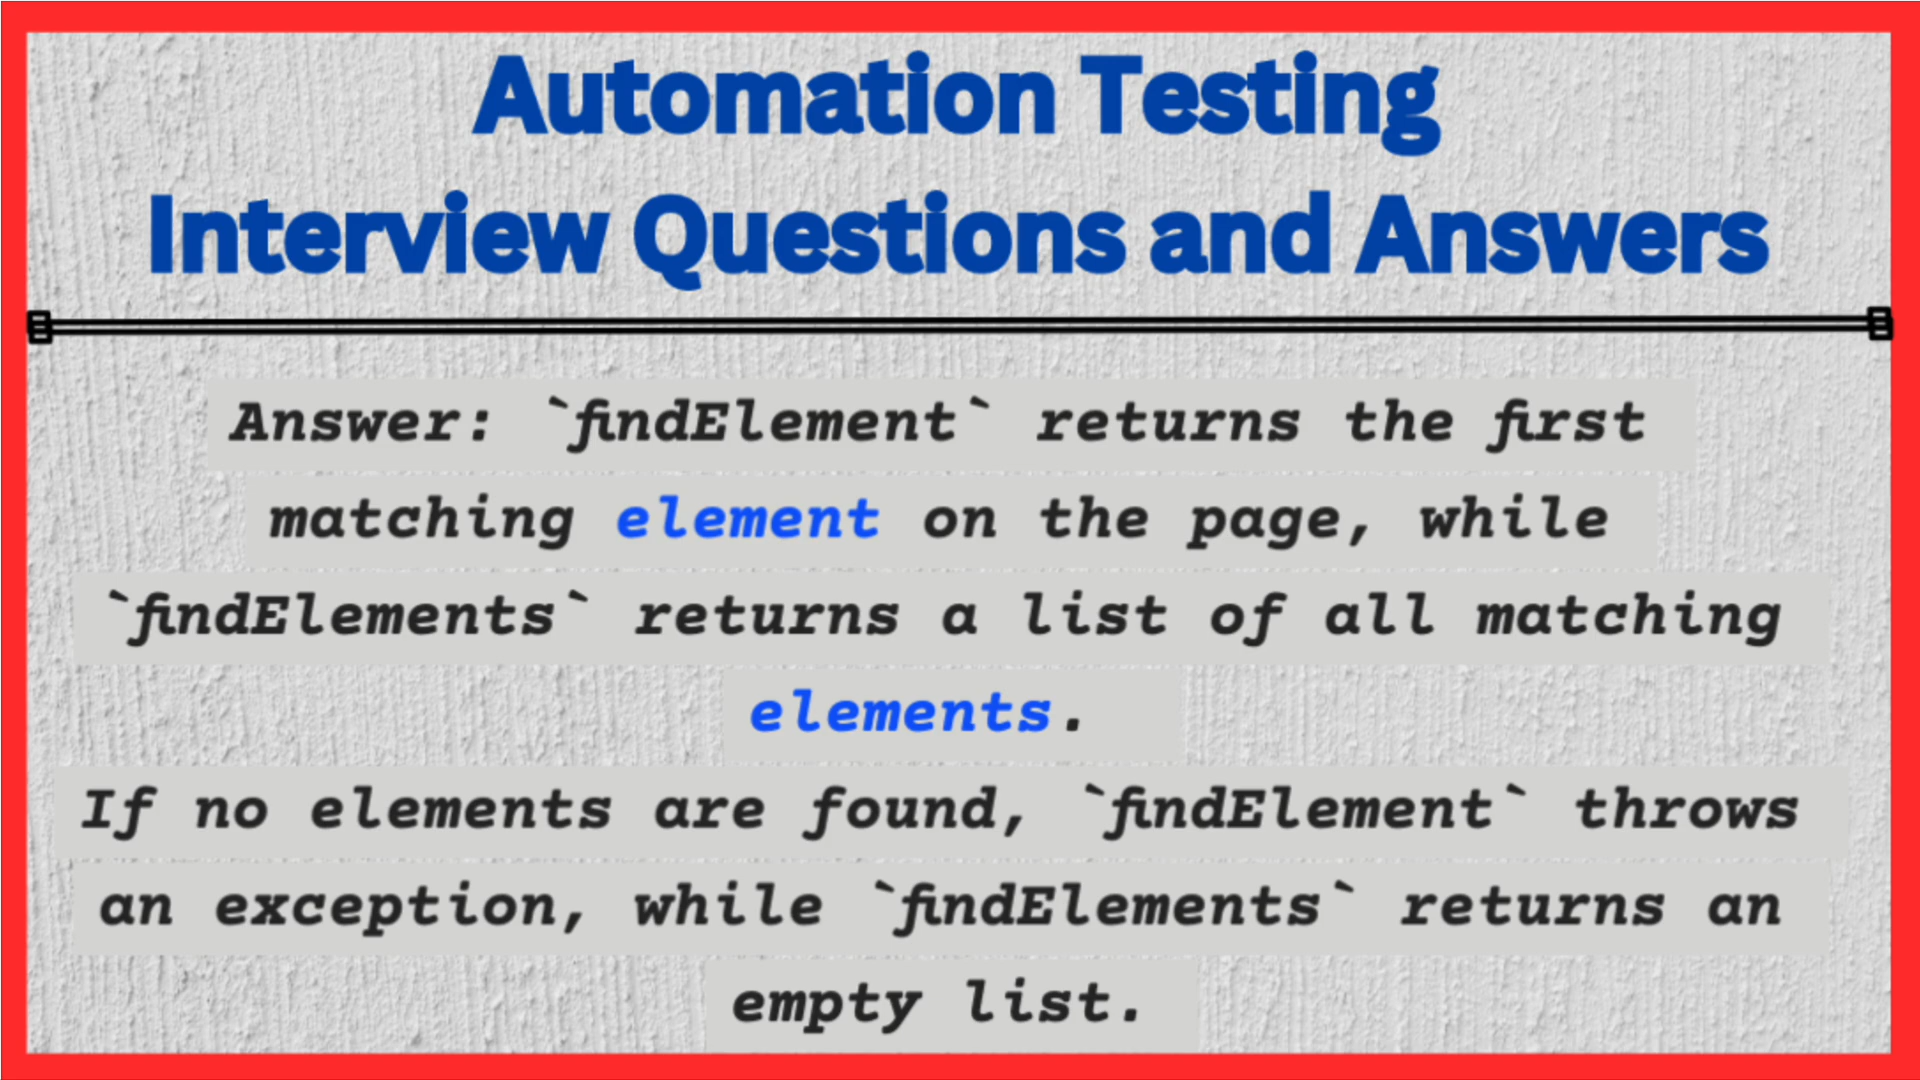 Automation Testing
Interview Questions and Answers
Answer: `findElement` returns the first
matching element on the page, while
`findElements` returns a list of all matching
elements.
If no elements are found, `findElement` throws
an exception, while `findElements` returns an
empty list.